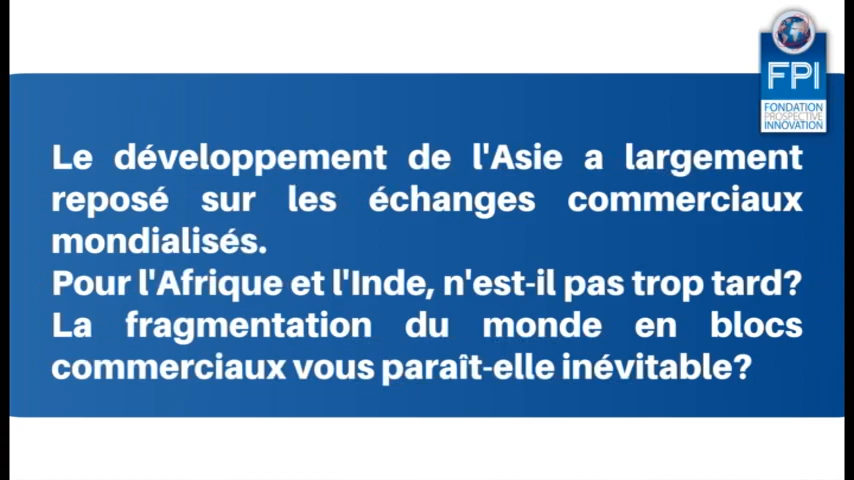 FPI
FONDATION
PROSPECTIVE
INNOVATION
Le développement de l'Asie a largement
reposé sur les échanges commerciaux
mondialisés.
Pour l'Afrique et l'Inde, n'est-il pas trop tard?
La fragmentation du monde en blocs
commerciaux vous paraît-elle inévitable?